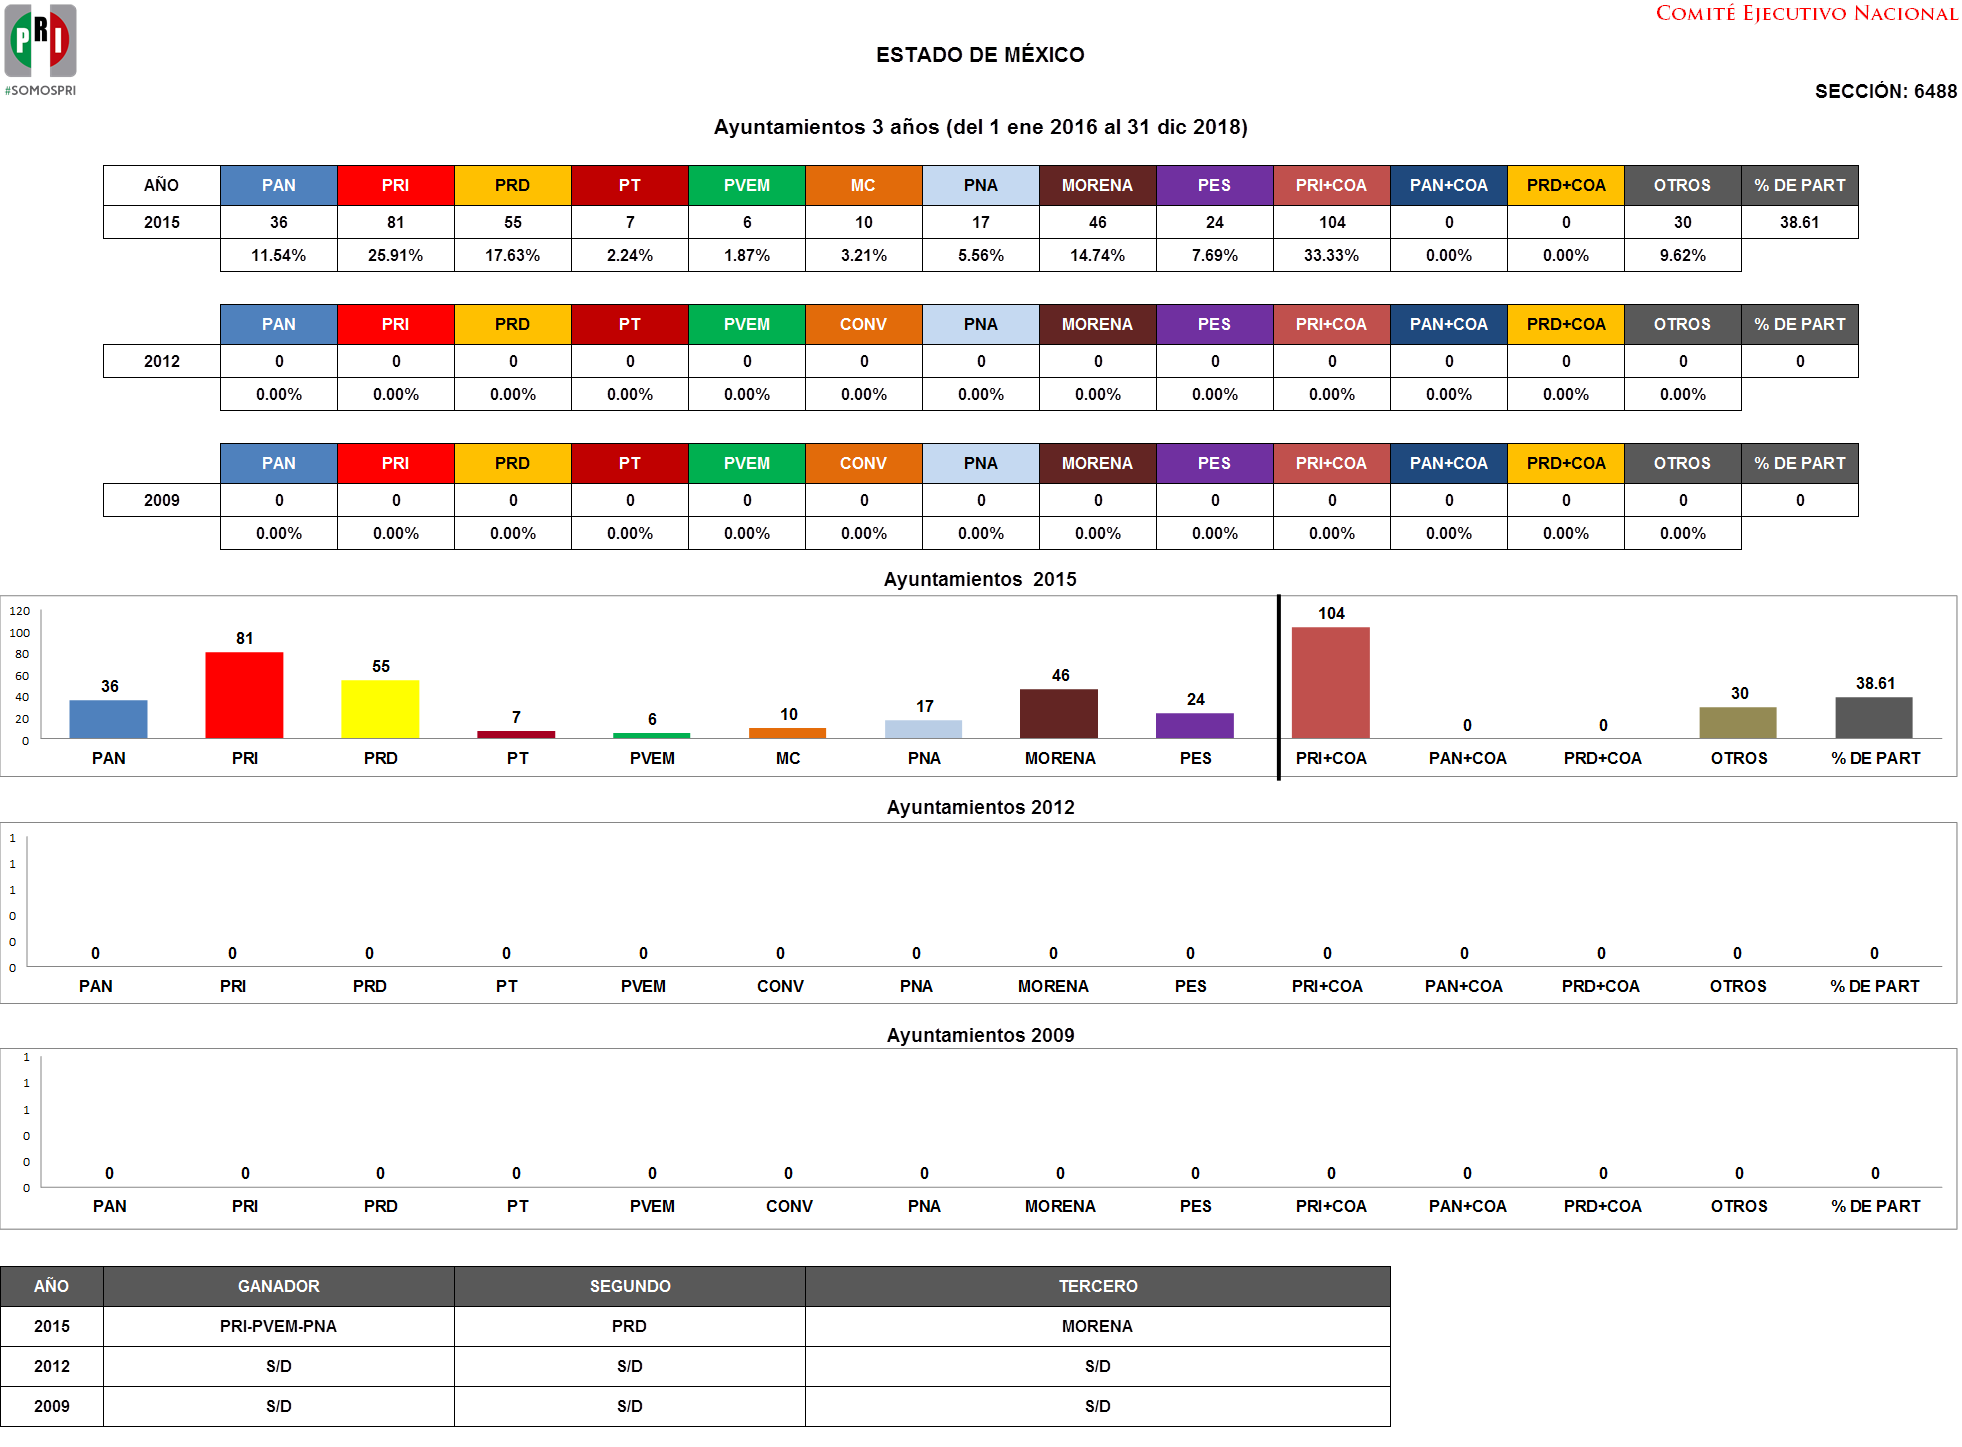 COMITÉ EJECUTIVO NACIONAL
PRI
#SOMOSPRI
ESTADO DE MÉXICO
SECCIÓN: 6488
Ayuntamientos 3 años (del 1 ene 2016 al 31 dic 2018)
AÑO PAN PRI PRD PT PVEM MC PNA MORENA PES PRI+COA PAN+COA PRD+COA OTROS % DE PART
2015 36 81 55 7 6 10 17 46 24 104 0 0 30 38.61
11.54% 25.91% 17.63% 2.24% 1.87% 3.21% 5.56% 14.74% 7.69% 33.33% 0.00% 0.00% 9.62%
PAN PRI PRD PT PVEM CONV PNA MORENA PES PRI+COA PAN+COA PRD+COA OTROS % DE PART
2012 0 0 0 0 0 0 0 0 0 0 0 0 0 0
0.00% 0.00% 0.00% 0.00% 0.00% 0.00% 0.00% 0.00% 0.00% 0.00% 0.00% 0.00% 0.00%
PAN PRI PRD PT PVEM CONV PNA MORENA PES PRI+COA PAN+COA PRD+COA OTROS % DE PART
2009 0 0 0 0 0 0 0 0 0 0 0 0 0 0
0.00% 0.00% 0.00% 0.00% 0.00% 0.00% 0.00% 0.00% 0.00% 0.00% 0.00% 0.00% 0.00%
Ayuntamientos 2015
120
100
80
60
40
20
0
36 81 55 7 6 10 17 46 24 104 0 0 30 38.61
PAN PRI PRD PT PVEM MC PNA MORENA PES PRI+COA PAN+COA PRD+COA OTROS % DE PART
Ayuntamientos 2012
1
1
1
0
0
0
0 0 0 0 0 0 0 0 0 0 0 0 0 0
PAN PRI PRD PT PVEM CONV PNA MORENA PES PRI+COA PAN+COA PRD+COA OTROS % DE PART
Ayuntamientos 2009
1
1
1
0
0
0
0 0 0 0 0 0 0 0 0 0 0 0 0 0
PAN PRI PRD PT PVEM CONV PNA MORENA PES PRI+COA PAN+COA PRD+COA OTROS % DE PART
AÑO GANADOR SEGUNDO TERCERO
2015 PRI-PVEM-PNA PRD MORENA
2012 S/D S/D S/D
2009 S/D S/D S/D